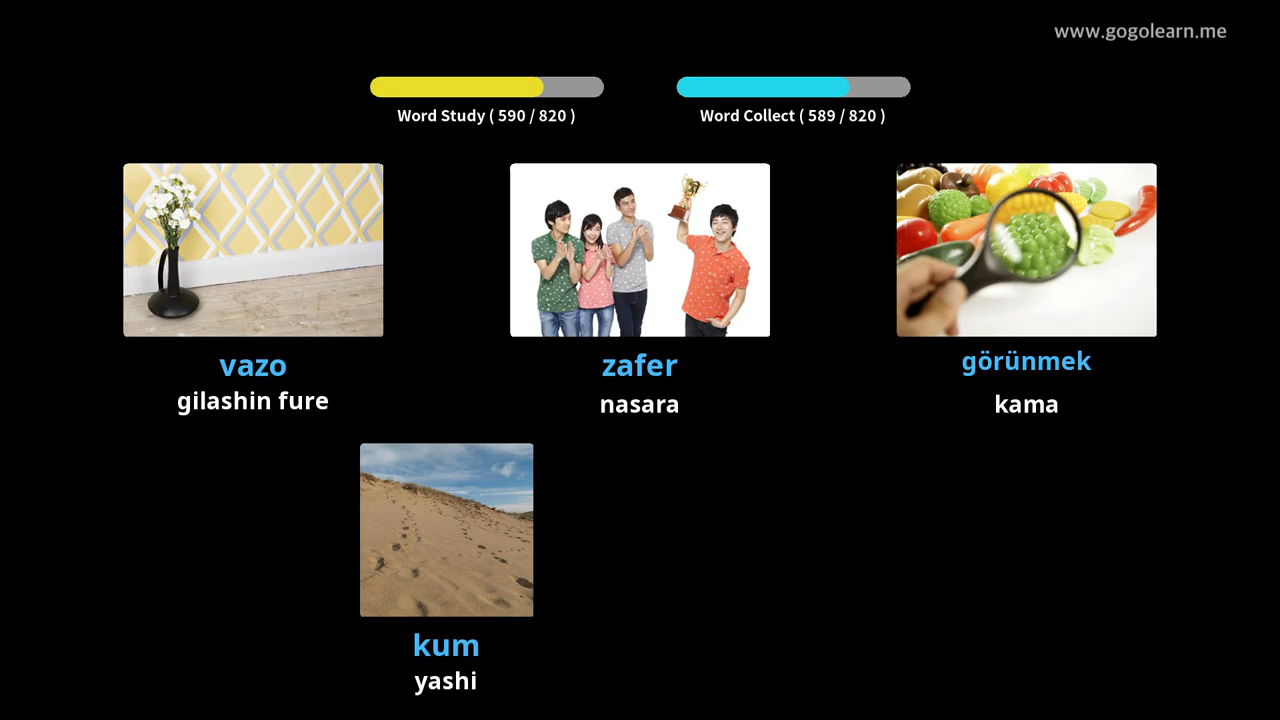 www.gogolearn.me
Word Study ( 590 / 820 )
Word Collect ( 589 / 820 )
vazo
gilashin fure
zafer
nasara
görünmek
kama
kum
yashi